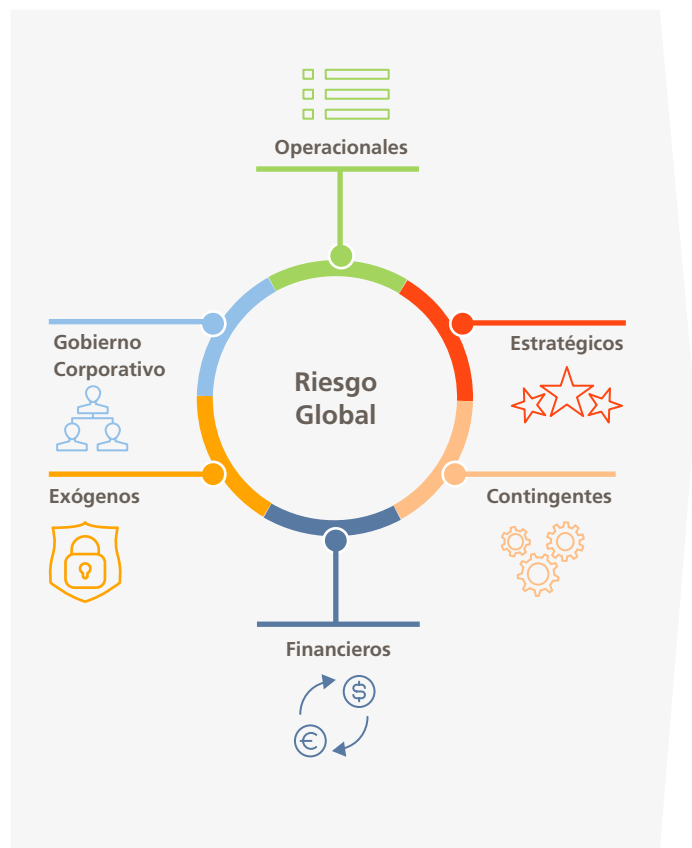 Operacionales
Gobierno
Corporativo
Estratégicos
Riesgo
Global
Exógenos
Contingentes
Financieros
$
€